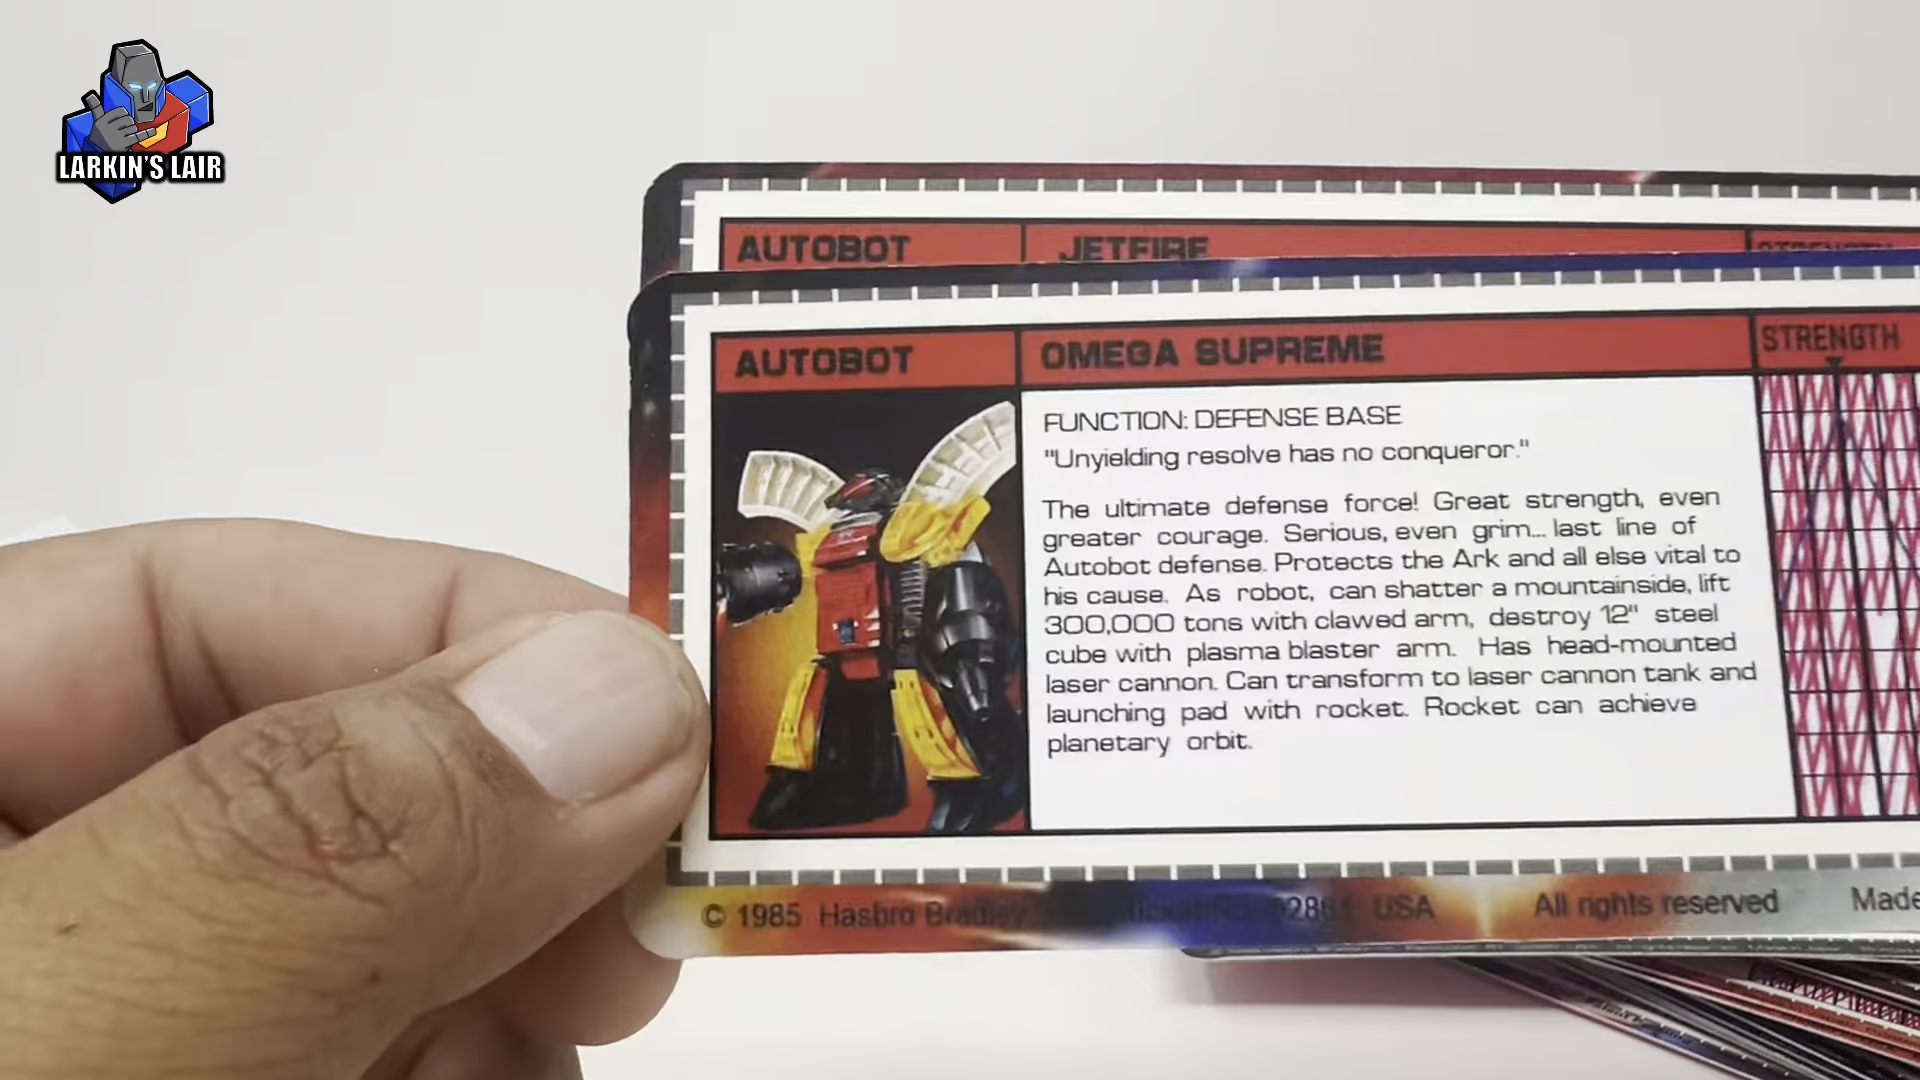 LARKIN'S LAIR
AUTOBOT JETFIRE STRENGTH
AUTOBOT OMEGA SUPREME STRENGTH
FUNCTION: DEFENSE BASE
"Unyielding resolve has no conqueror."
The ultimate defense force! Great strength, even
greater courage. Serious, even grim... last line of
Autobot defense. Protects the Ark and all else vital to
his cause. As robot, can shatter a mountainside, lift
300,000 tons with clawed arm, destroy 12" steel
cube with plasma blaster arm. Has head-mounted
laser cannon. Can transform to laser cannon tank and
launching pad with rocket. Rocket can achieve
planetary orbit.
© 1985 Hasbro Bradley USA All rights reserved Made